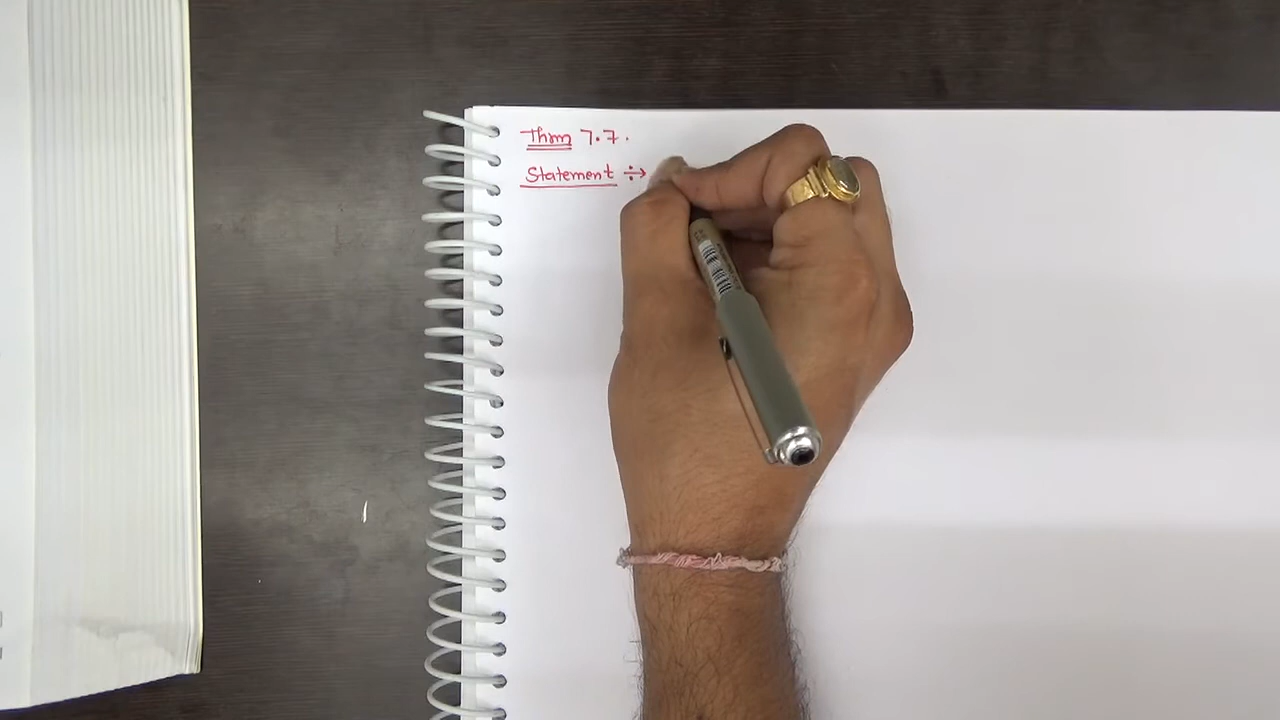 Thm 7.7.
Statement ÷→